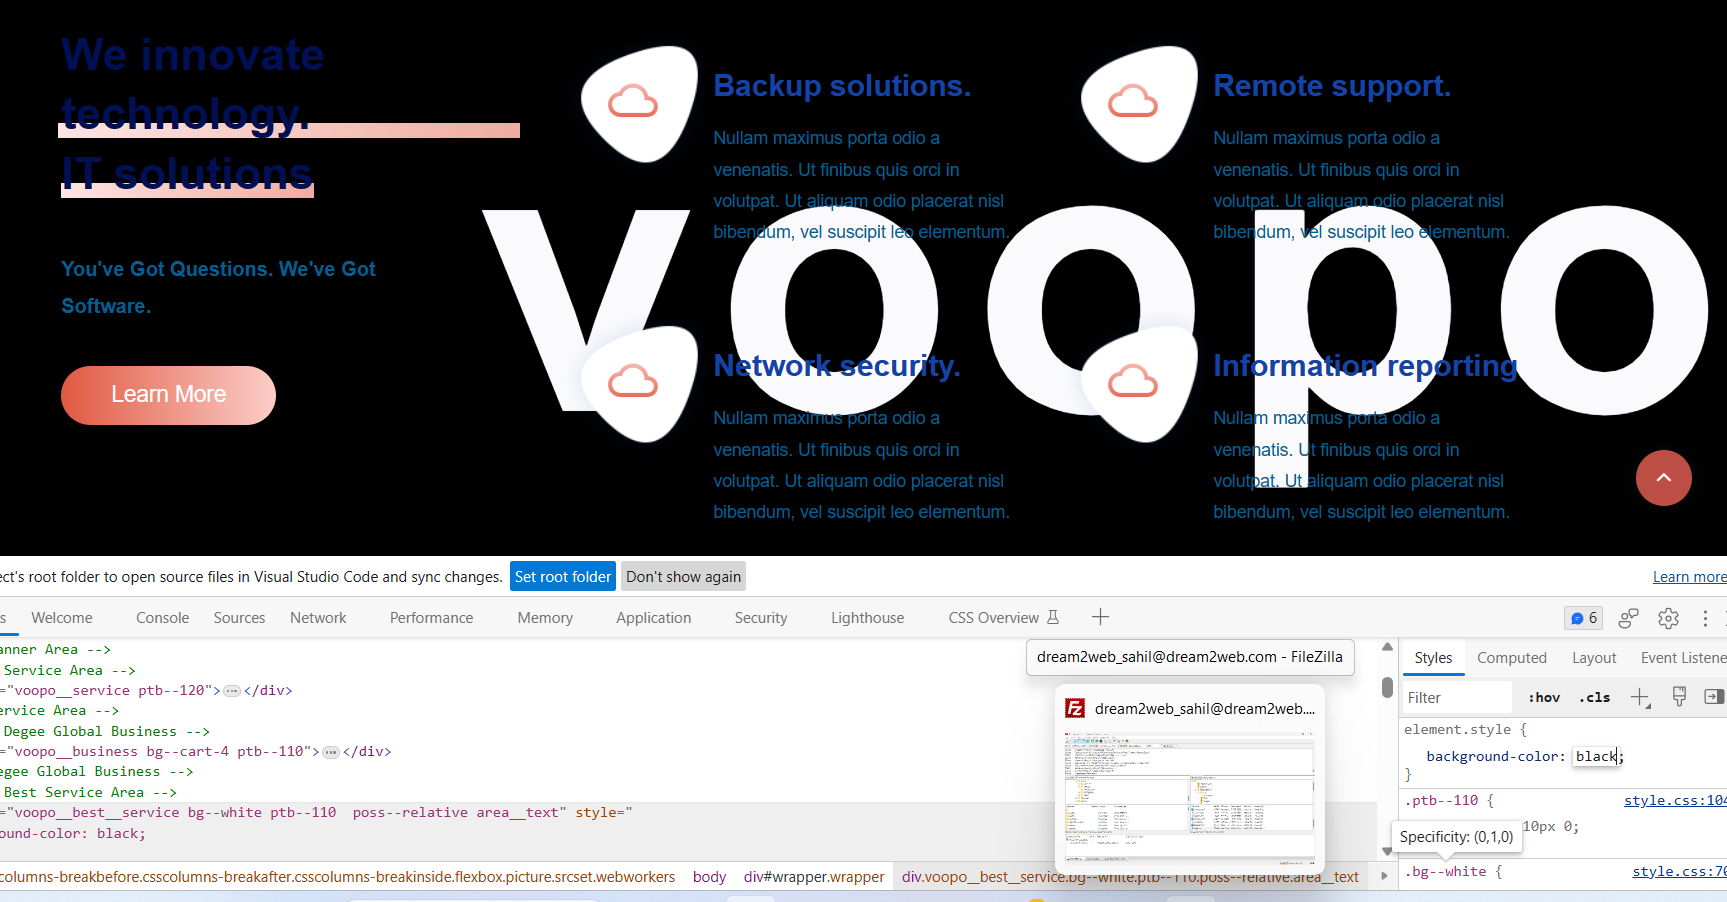 We innovate
technology.
IT solutions
You've Got Questions. We've Got
Software.
Learn More
Backup solutions.
Nullam maximus porta odio a
venenatis. Ut finibus quis orci in
volutpat. Ut aliquam odio placerat nisl
bibendum, vel suscipit leo elementum.
Remote support.
Nullam maximus porta odio a
venenatis. Ut finibus quis orci in
volutpat. Ut aliquam odio placerat nisl
bibendum, vel suscipit leo elementum.
voopo
Network security.
Nullam maximus porta odio a
venenatis. Ut finibus quis orci in
volutpat. Ut aliquam odio placerat nisl
bibendum, vel suscipit leo elementum.
Information reporting
Nullam maximus porta odio a
venenatis. Ut finibus quis orci in
volutpat. Ut aliquam odio placerat nisl
bibendum, vel suscipit leo elementum.
ect's root folder to open source files in Visual Studio Code and sync changes. Set root folder Don't show again Learn more
s Welcome Console Sources Network Performance Memory Application Security Lighthouse CSS Overview 6
anner Area -->
Service Area -->
="voopo__service ptb--120">…</div>
ervice Area -->
Degee Global Business -->
="voopo__business bg--cart-4 ptb--110">…</div>
egee Global Business -->
Best Service Area -->
="voopo__best__service bg--white ptb--110  poss--relative area__text" style="
ound-color: black;
columns-breakbefore.csscolumns-breakafter.csscolumns-breakinside.flexbox.picture.srcset.webworkers body div#wrapper.wrapper div.voopo__best__service.bg--white.ptb--110.poss--relative.area__text
dream2web_sahil@dream2web.com - FileZilla
Fz dream2web_sahil@dream2web....
Styles Computed Layout Event Listene
Filter :hov .cls
element.style {
background-color: black;
}
.ptb--110 { style.css:104
10px 0;
Specificity: (0,1,0)
.bg--white { style.css:70